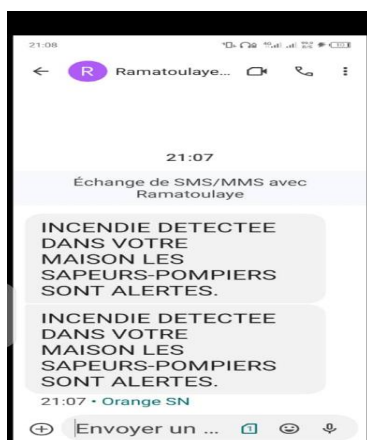 21:08
R Ramatoulaye...
21:07
Échange de SMS/MMS avec
Ramatoulaye
INCENDIE DETECTEE
DANS VOTRE
MAISON LES
SAPEURS-POMPIERS
SONT ALERTES.
INCENDIE DETECTEE
DANS VOTRE
MAISON LES
SAPEURS-POMPIERS
SONT ALERTES.
21:07 • Orange SN
Envoyer un ... 1